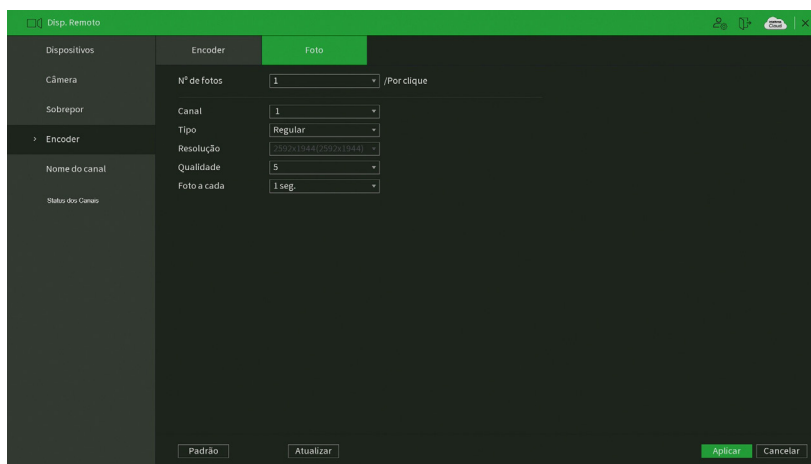 Disp. Remoto
Cloud
Dispositivos
Câmera
Sobrepor
Encoder
Nome do canal
Status dos Canais
Encoder
Foto
Nº de fotos
1
/Por clique
Canal
1
Tipo
Regular
Resolução
2592x1944(2592x1944)
Qualidade
5
Foto a cada
1 seg.
Padrão
Atualizar
Aplicar
Cancelar